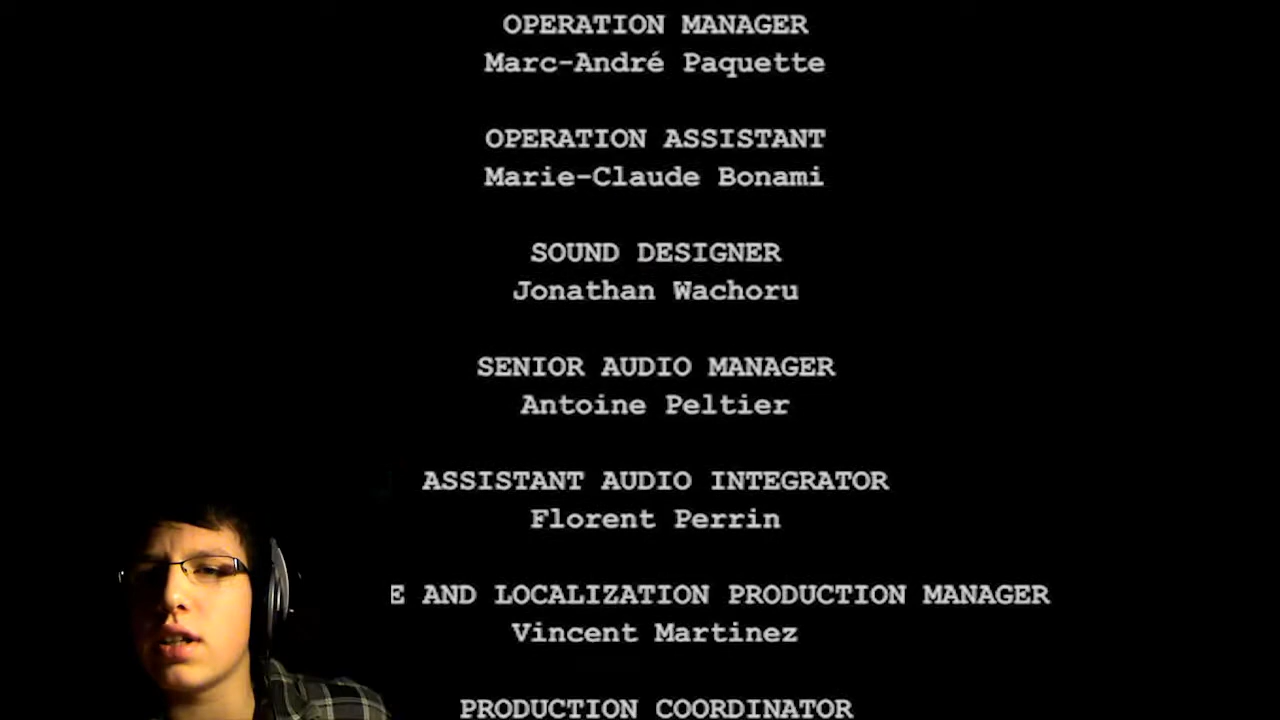 OPERATION MANAGER
Marc-André Paquette
OPERATION ASSISTANT
Marie-Claude Bonami
SOUND DESIGNER
Jonathan Wachoru
SENIOR AUDIO MANAGER
Antoine Peltier
ASSISTANT AUDIO INTEGRATOR
Florent Perrin
E AND LOCALIZATION PRODUCTION MANAGER
Vincent Martinez
PRODUCTION COORDINATOR